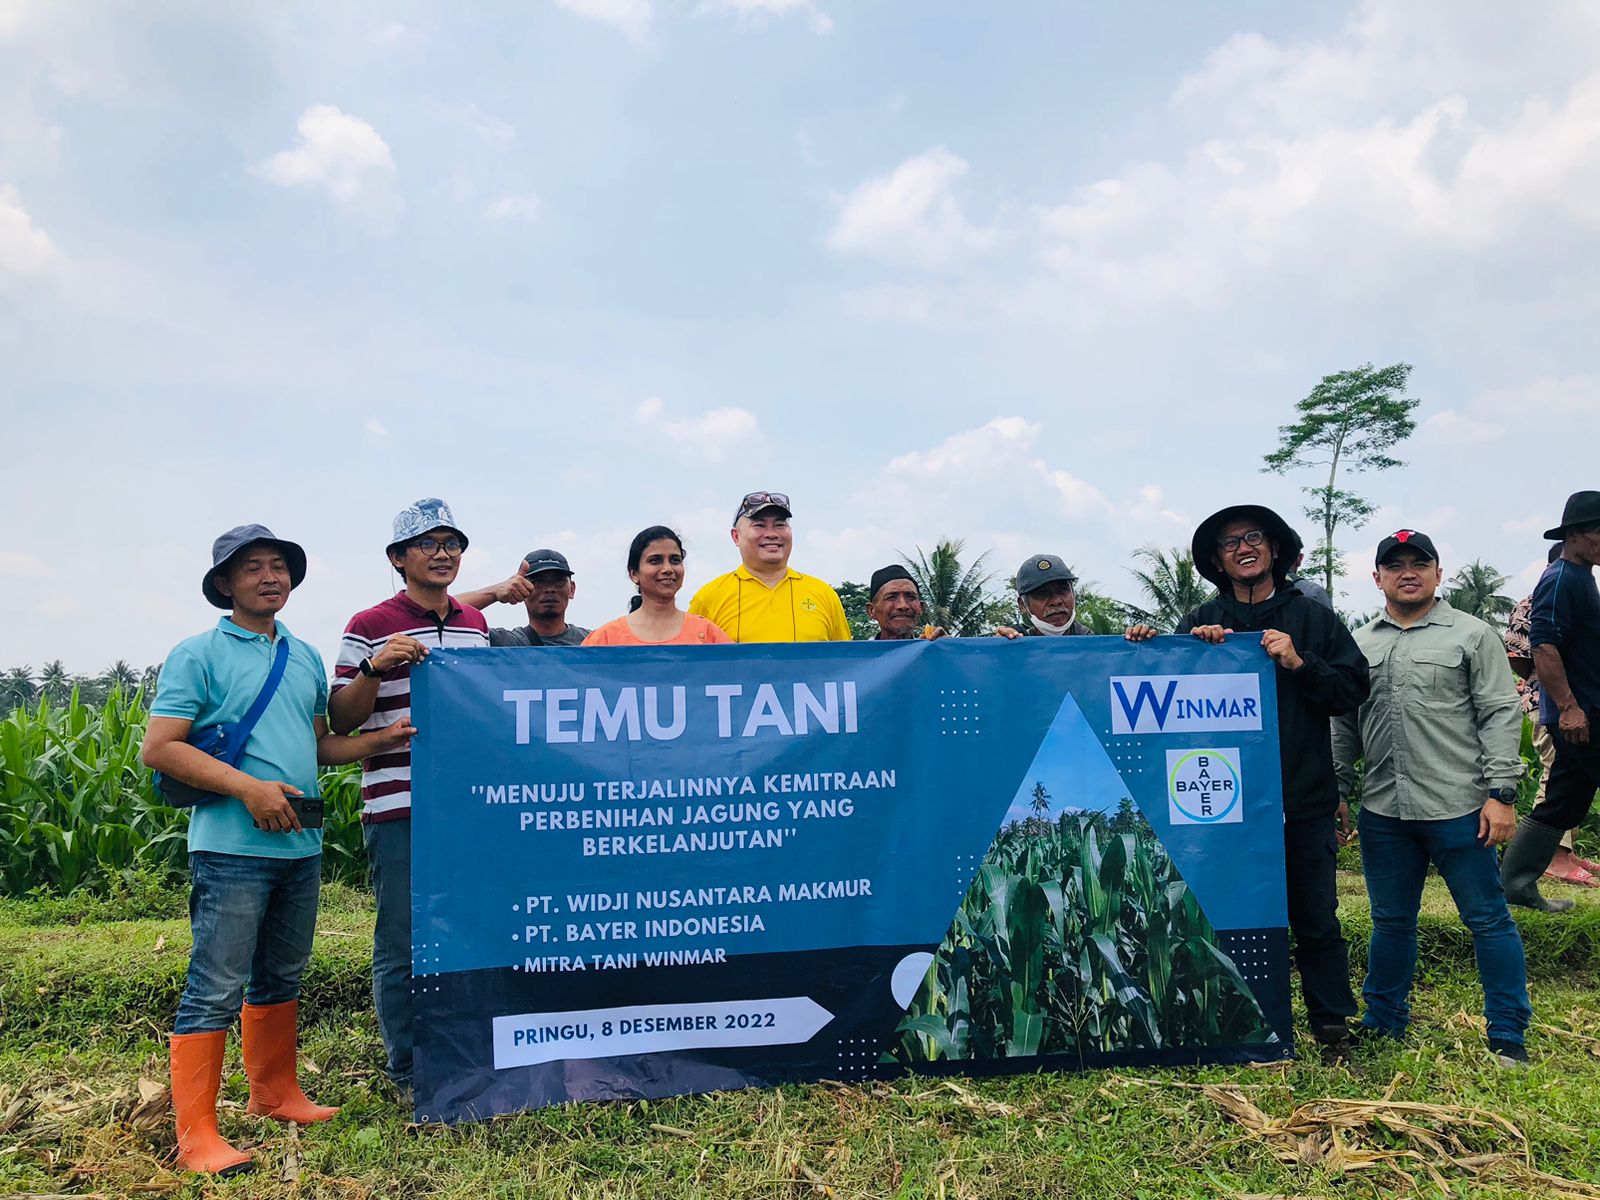 TEMU TANI
"MENUJU TERJALINNYA KEMITRAAN
PERBENIHAN JAGUNG YANG
BERKELANJUTAN"
• PT. WIDJI NUSANTARA MAKMUR
• PT. BAYER INDONESIA
• MITRA TANI WINMAR
PRINGU, 8 DESEMBER 2022
WINMAR
BAYER
BAYER